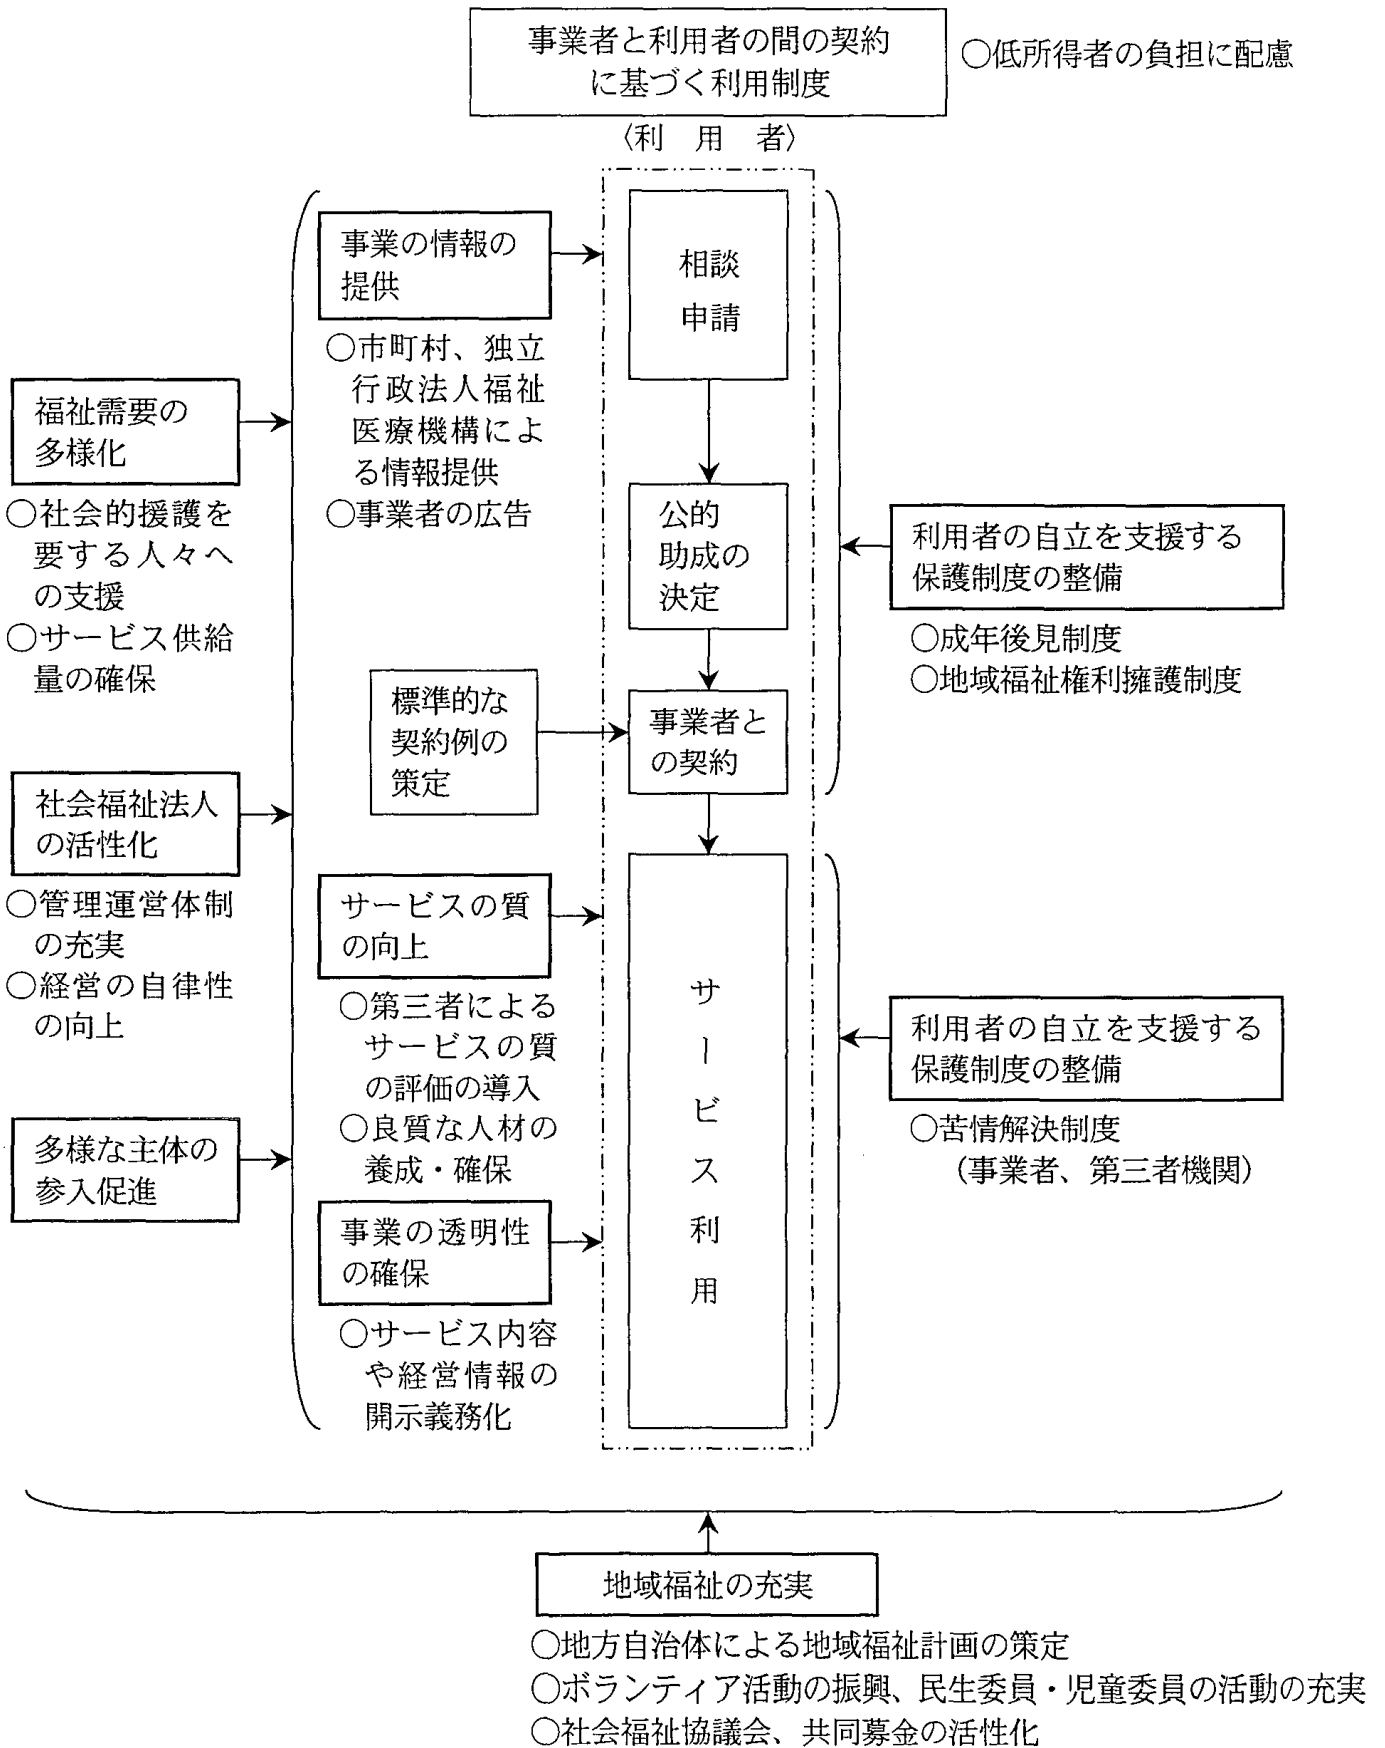 事業者と利用者の間の契約
に基づく利用制度
○低所得者の負担に配慮
〈利　用　者〉
福祉需要の
多様化
○社会的援護を
要する人々へ
の支援
○サービス供給
量の確保
社会福祉法人
の活性化
○管理運営体制
の充実
○経営の自律性
の向上
多様な主体の
参入促進
事業の情報の
提供
○市町村、独立
行政法人福祉
医療機構によ
る情報提供
○事業者の広告
標準的な
契約例の
策定
サービスの質
の向上
○第三者による
サービスの質
の評価の導入
○良質な人材の
養成・確保
事業の透明性
の確保
○サービス内容
や経営情報の
開示義務化
相談
申請
公的
助成の
決定
事業者と
の契約
サービス利用
利用者の自立を支援する
保護制度の整備
○成年後見制度
○地域福祉権利擁護制度
利用者の自立を支援する
保護制度の整備
○苦情解決制度
（事業者、第三者機関）
地域福祉の充実
○地方自治体による地域福祉計画の策定
○ボランティア活動の振興、民生委員・児童委員の活動の充実
○社会福祉協議会、共同募金の活性化